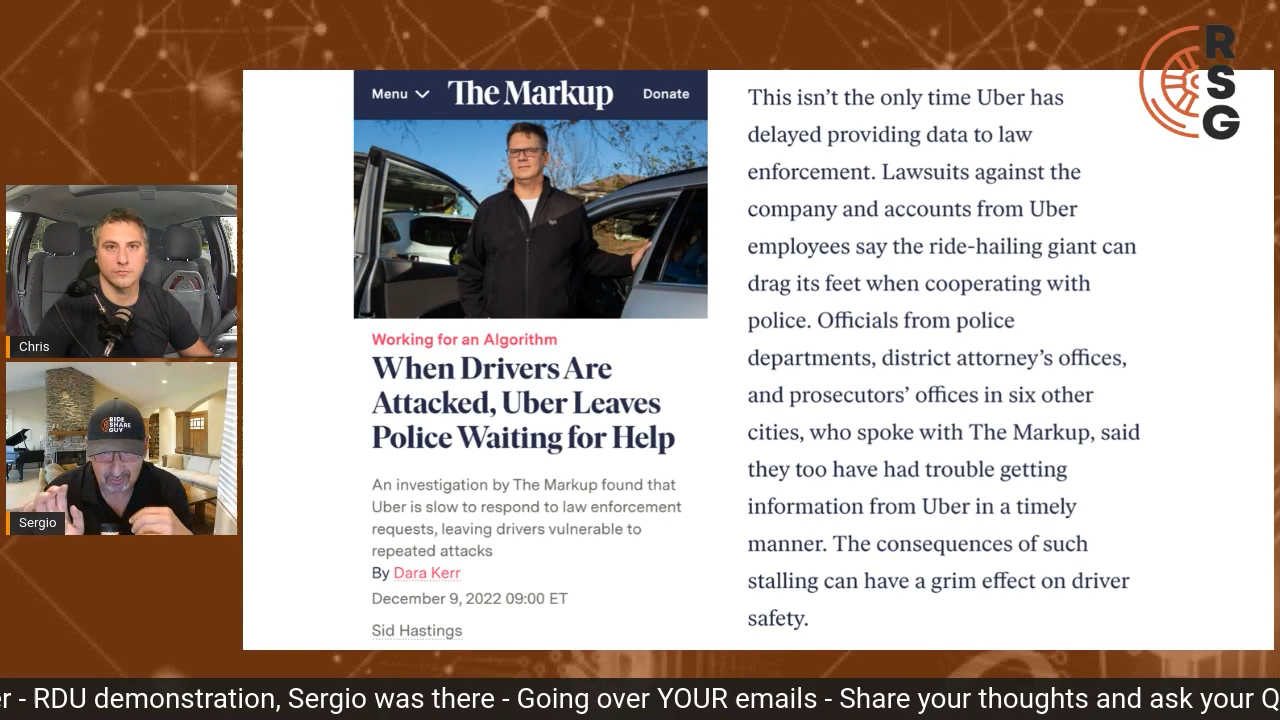 R
S
G
Menu
The Markup
Donate
Working for an Algorithm
When Drivers Are
Attacked, Uber Leaves
Police Waiting for Help
An investigation by The Markup found that
Uber is slow to respond to law enforcement
requests, leaving drivers vulnerable to
repeated attacks
By Dara Kerr
December 9, 2022 09:00 ET
Sid Hastings
This isn’t the only time Uber has
delayed providing data to law
enforcement. Lawsuits against the
company and accounts from Uber
employees say the ride-hailing giant can
drag its feet when cooperating with
police. Officials from police
departments, district attorney’s offices,
and prosecutors’ offices in six other
cities, who spoke with The Markup, said
they too have had trouble getting
information from Uber in a timely
manner. The consequences of such
stalling can have a grim effect on driver
safety.
Chris
RIDE
SHARE
GUY
Sergio
er - RDU demonstration, Sergio was there - Going over YOUR emails - Share your thoughts and ask your Q